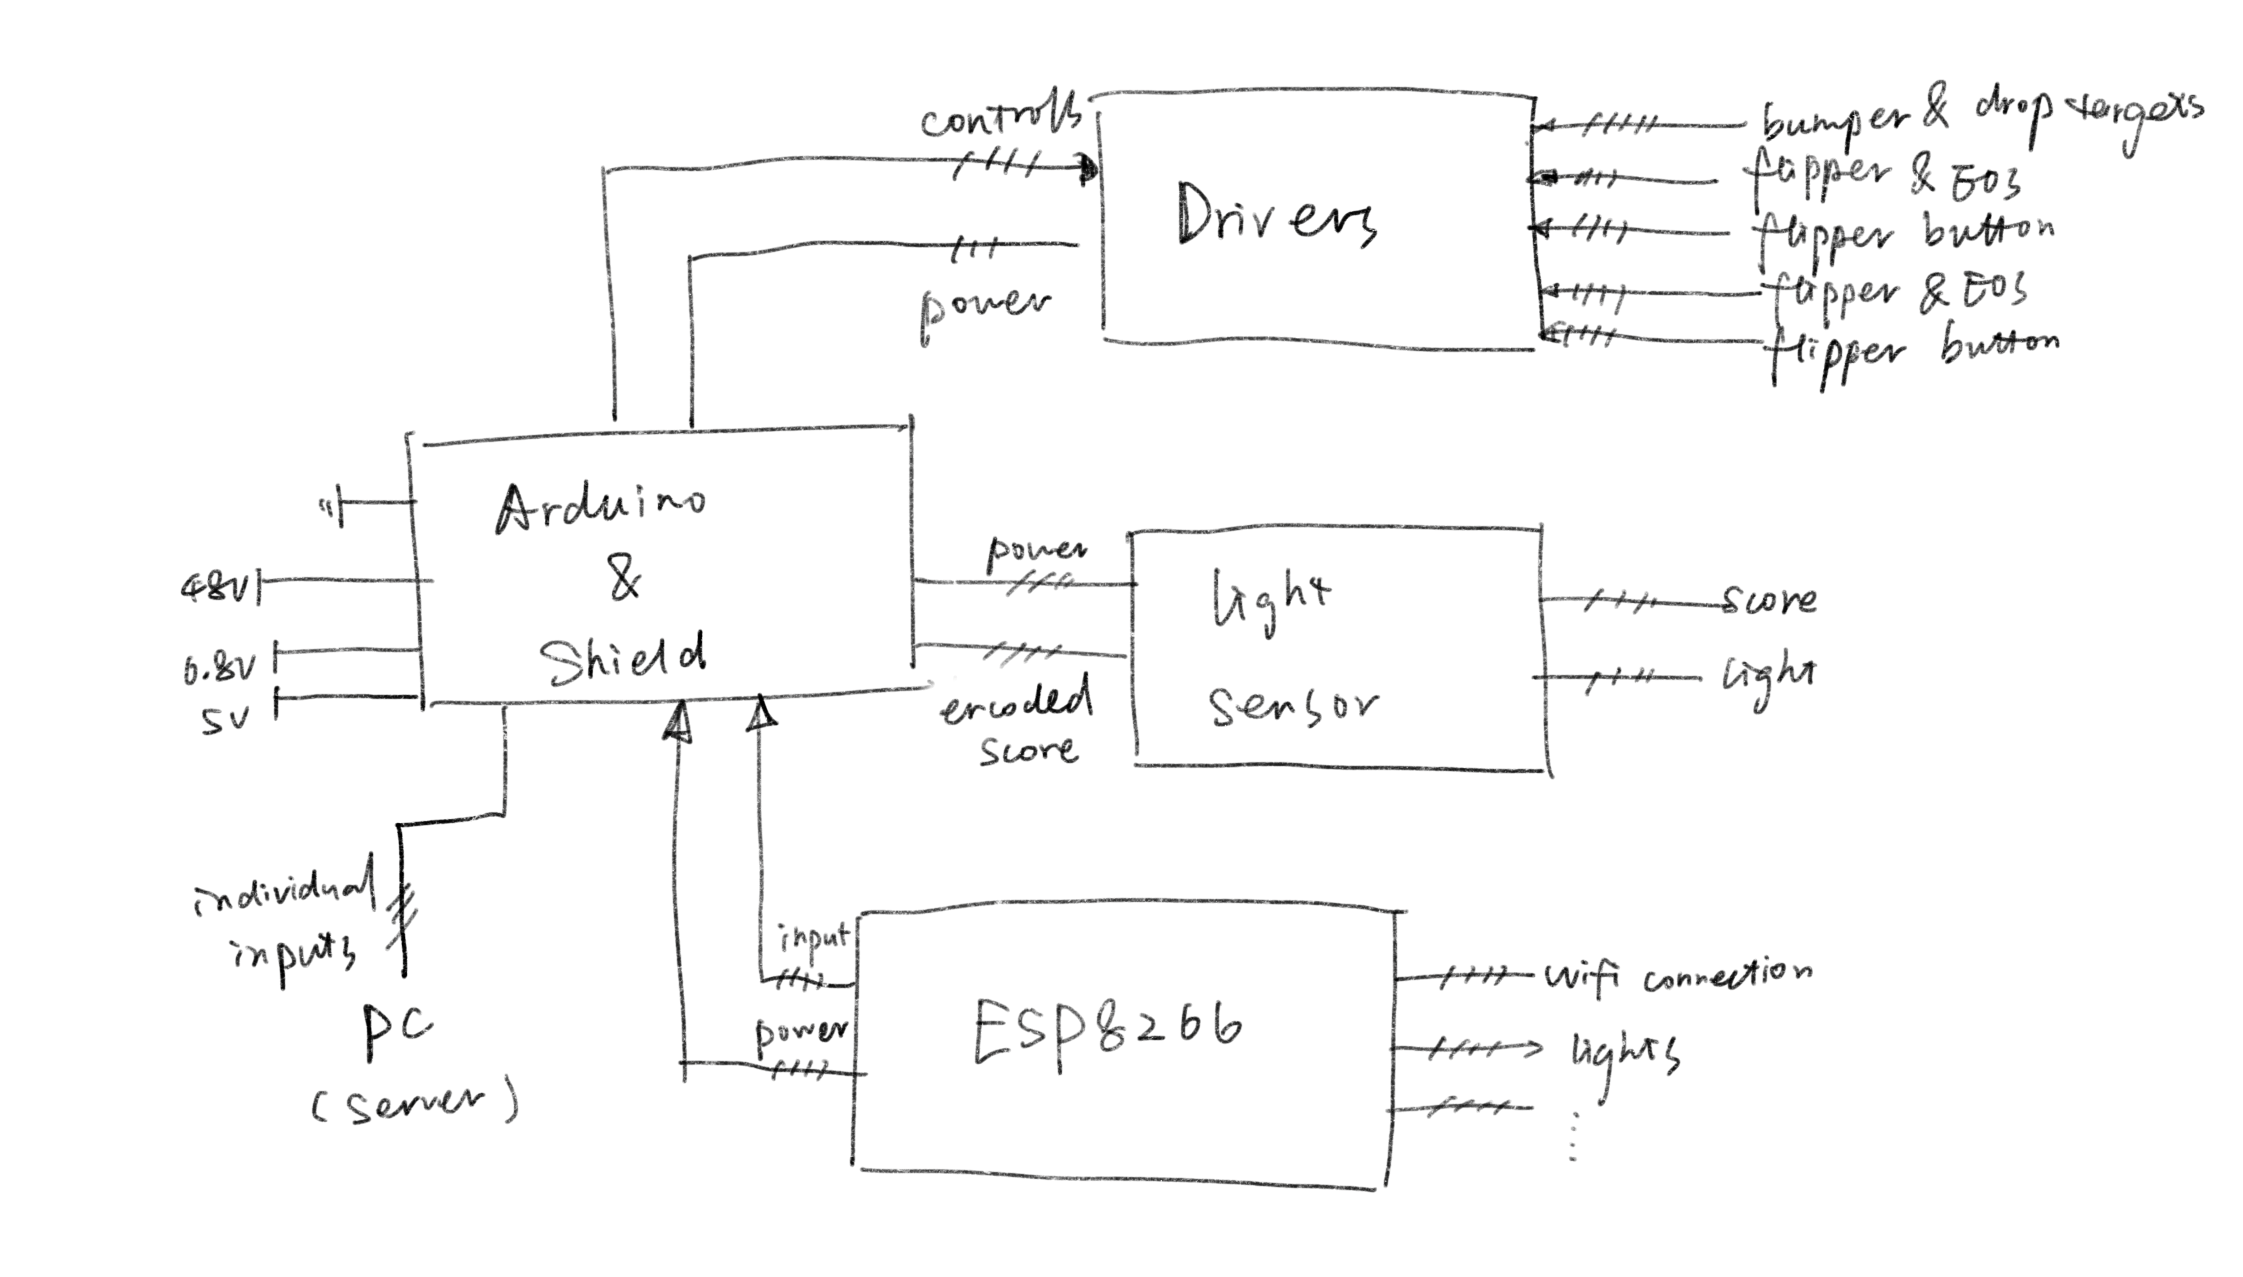 controlls
power
Drivers
bumper & drop targets
flipper & EOS
flipper button
flipper & EOS
flipper button
Arduino
&
Shield
48V
6.8V
5V
power
encoded
score
light
sensor
score
light
individual
inputs
PC
(server)
input
power
ESP8266
wifi connection
lights